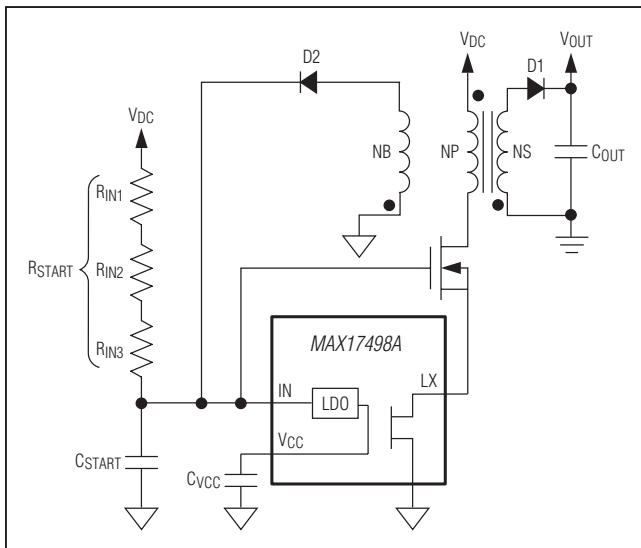 D2
VDC
VOUT
D1
VDC
NB
NP
NS
COUT
RIN1
RSTART
RIN2
RIN3
MAX17498A
IN
LDO
LX
VCC
CSTART
CVCC